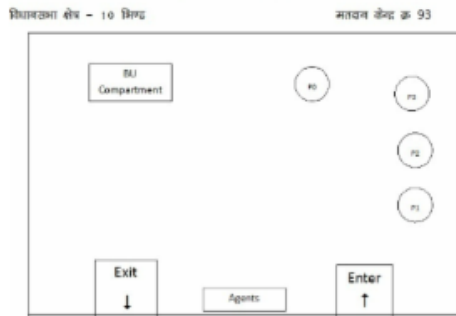 विधानसभा क्षेत्र - 10 भिण्ड
मतदान केन्द्र क्र 93
BU
Compartment
P0
P3
P2
P1
Exit
↓
Agents
Enter
↑